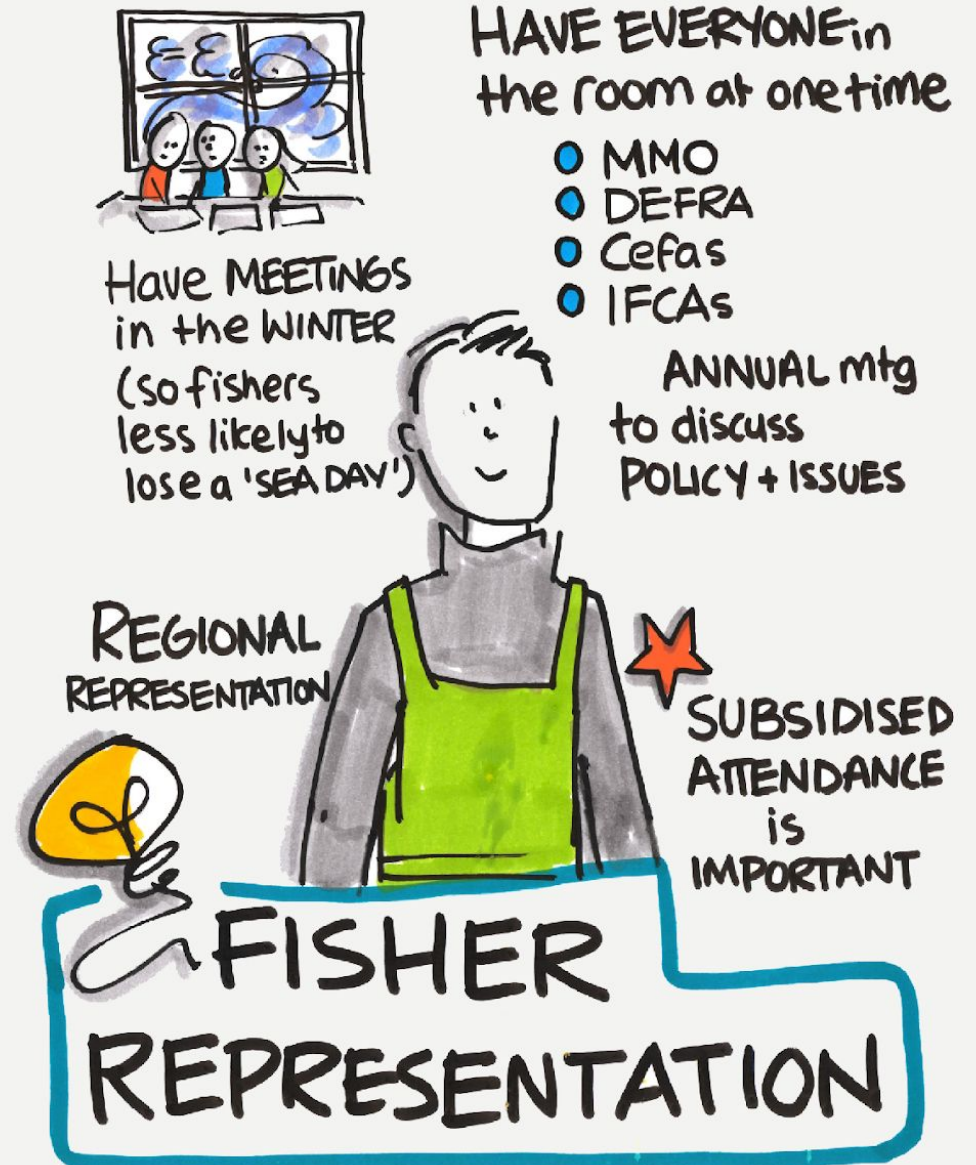 HAVE EVERYONE in
the room at one time
MMO
DEFRA
Cefas
IFCAs
Have MEETINGS
in the WINTER
(so fishers
less likely to
lose a 'SEA DAY')
ANNUAL mtg
to discuss
POLICY + ISSUES
REGIONAL
REPRESENTATION
SUBSIDISED
ATTENDANCE
is
IMPORTANT
FISHER
REPRESENTATION